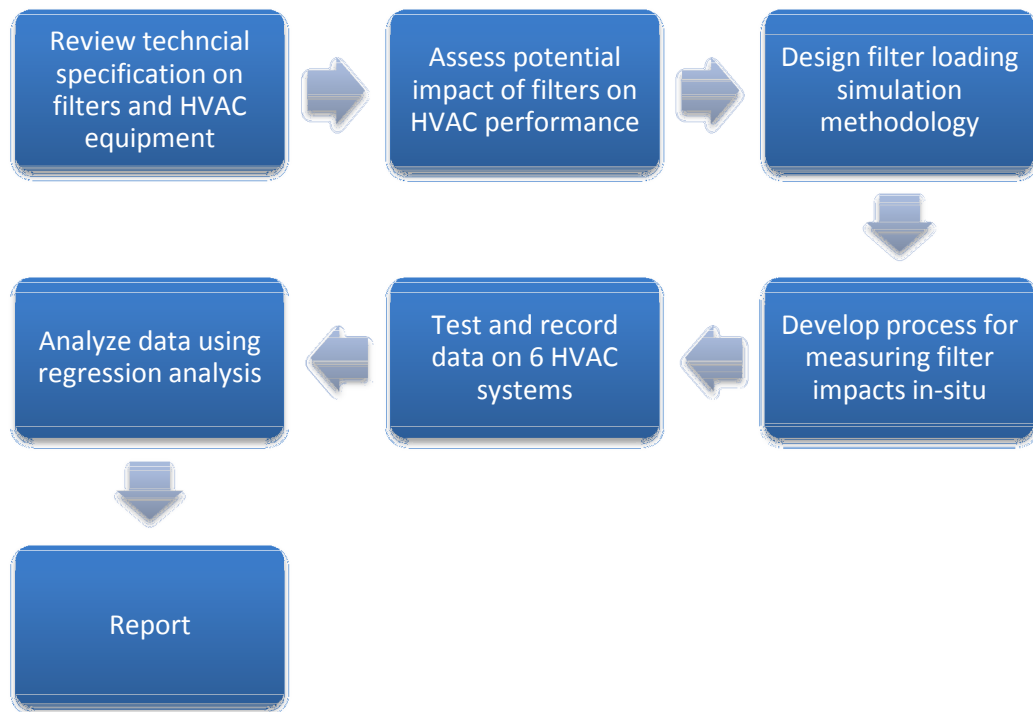 Review techncial
specification on
filters and HVAC
equipment
Assess potential
impact of filters on
HVAC performance
Design filter loading
simulation
methodology
Develop process for
measuring filter
impacts in-situ
Test and record
data on 6 HVAC
systems
Analyze data using
regression analysis
Report